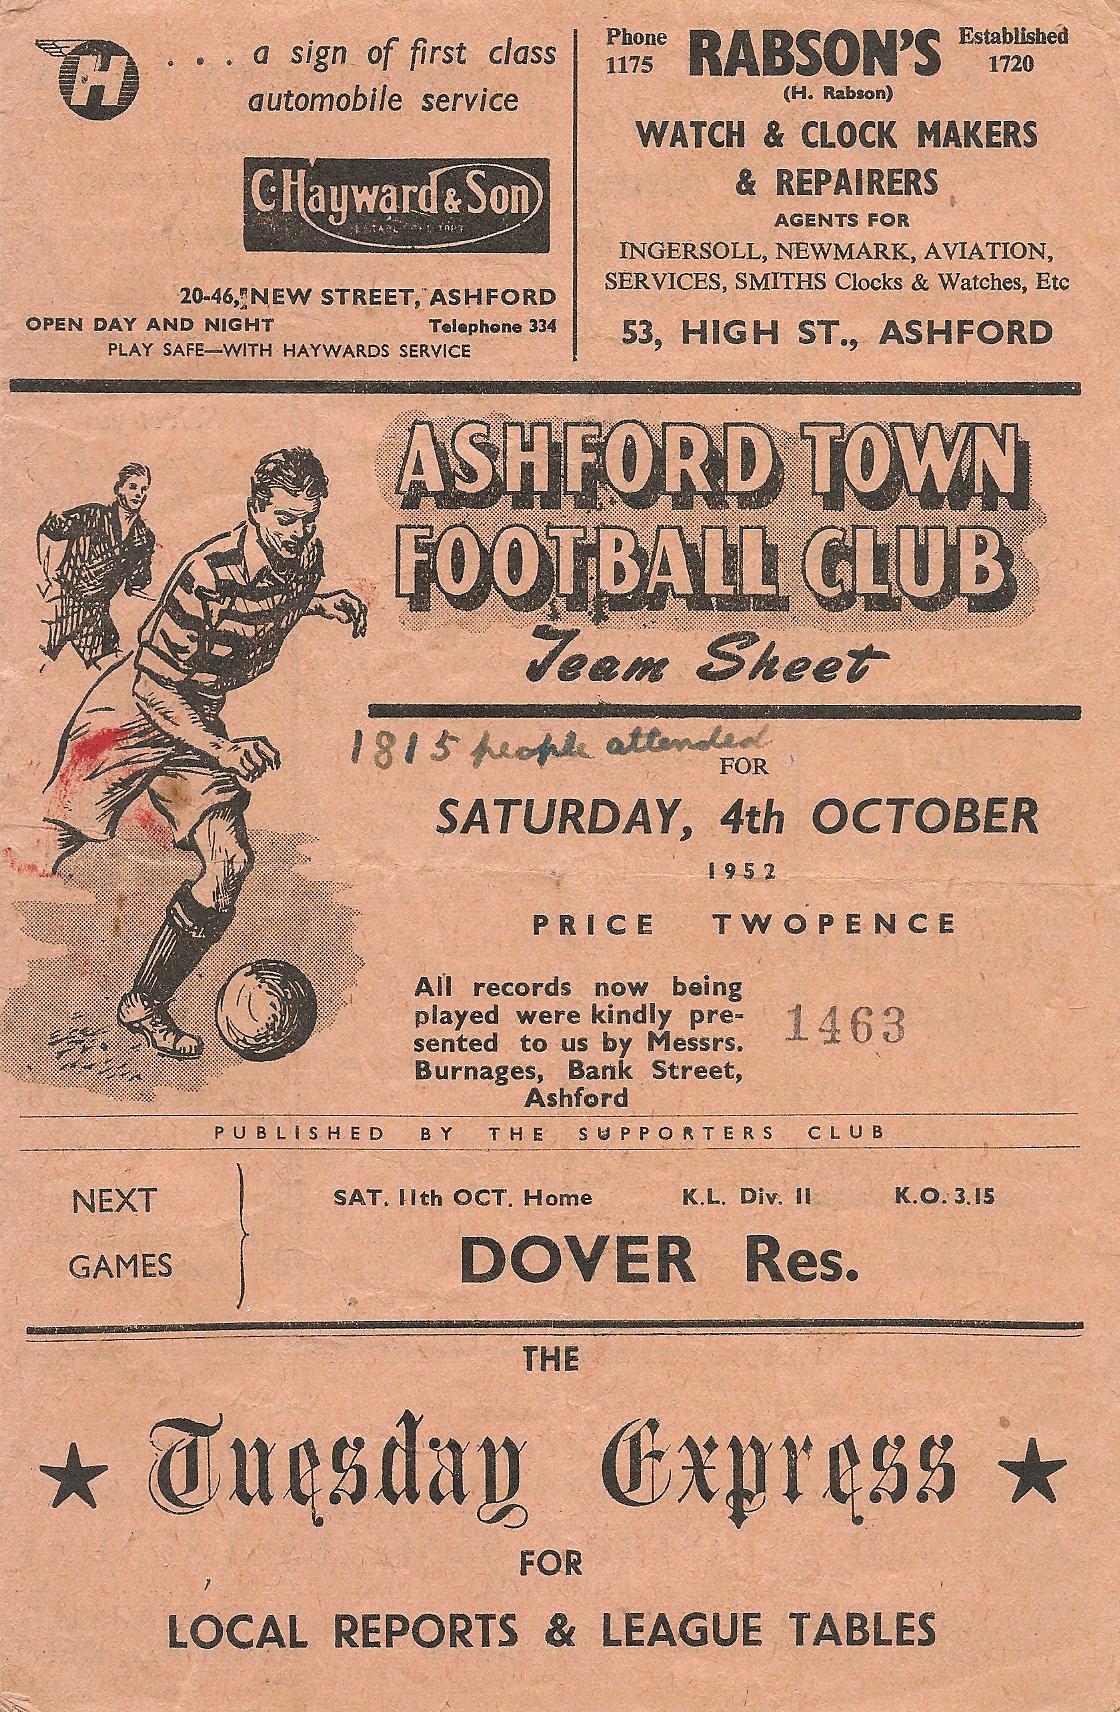 H
. . . a sign of first class
automobile service
C. Hayward & Son
20-46, NEW STREET, ASHFORD
OPEN DAY AND NIGHT Telephone 334
PLAY SAFE—WITH HAYWARDS SERVICE
Phone 1175 RABSON'S Established 1720
(H. Rabson)
WATCH & CLOCK MAKERS
& REPAIRERS
AGENTS FOR
INGERSOLL, NEWMARK, AVIATION,
SERVICES, SMITHS Clocks & Watches, Etc
53, HIGH ST., ASHFORD
ASHFORD TOWN
FOOTBALL CLUB
Team Sheet
1815 people attended
FOR
SATURDAY, 4th OCTOBER
1952
PRICE TWOPENCE
All records now being
played were kindly pre-
sented to us by Messrs.
Burnages, Bank Street,
Ashford
1463
PUBLISHED BY THE SUPPORTERS CLUB
NEXT
GAMES
SAT. 11th OCT. Home K.L. Div. II K.O. 3.15
DOVER Res.
THE
Tuesday Express
FOR
LOCAL REPORTS & LEAGUE TABLES